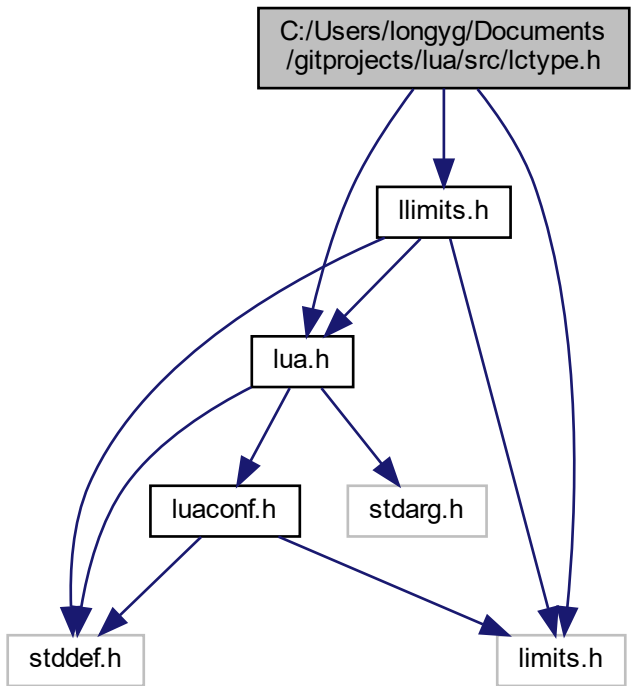 C:/Users/longyg/Documents
/gitprojects/lua/src/lctype.h
llimits.h
lua.h
luaconf.h
stdarg.h
stddef.h
limits.h